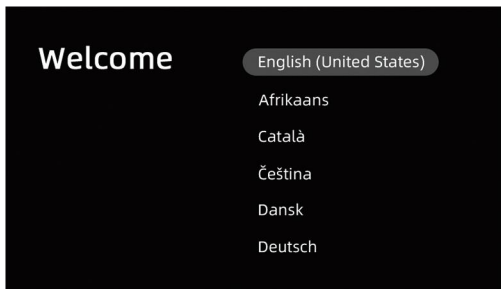 Welcome
English (United States)
Afrikaans
Català
Čeština
Dansk
Deutsch